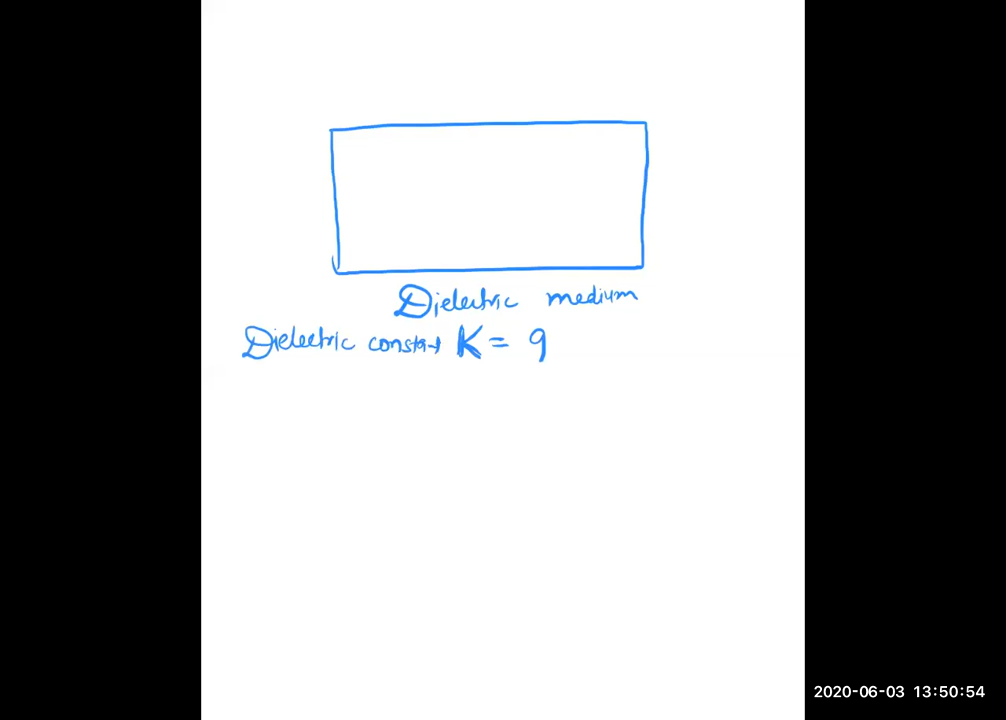 Dielectric medium
Dielectric constant K = 9
2020-06-03 13:50:54